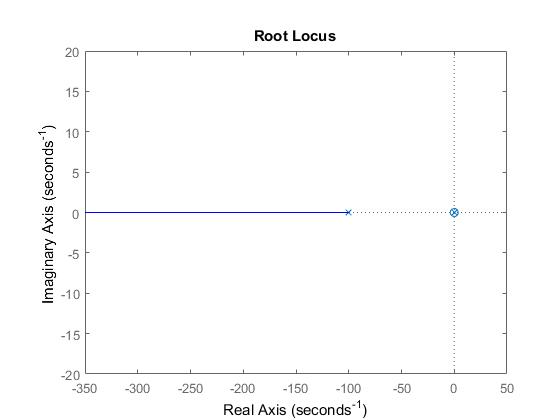 Root Locus
Imaginary Axis (seconds⁻¹)
20
15
10
5
0
-5
-10
-15
-20
-350 -300 -250 -200 -150 -100 -50 0 50
Real Axis (seconds⁻¹)